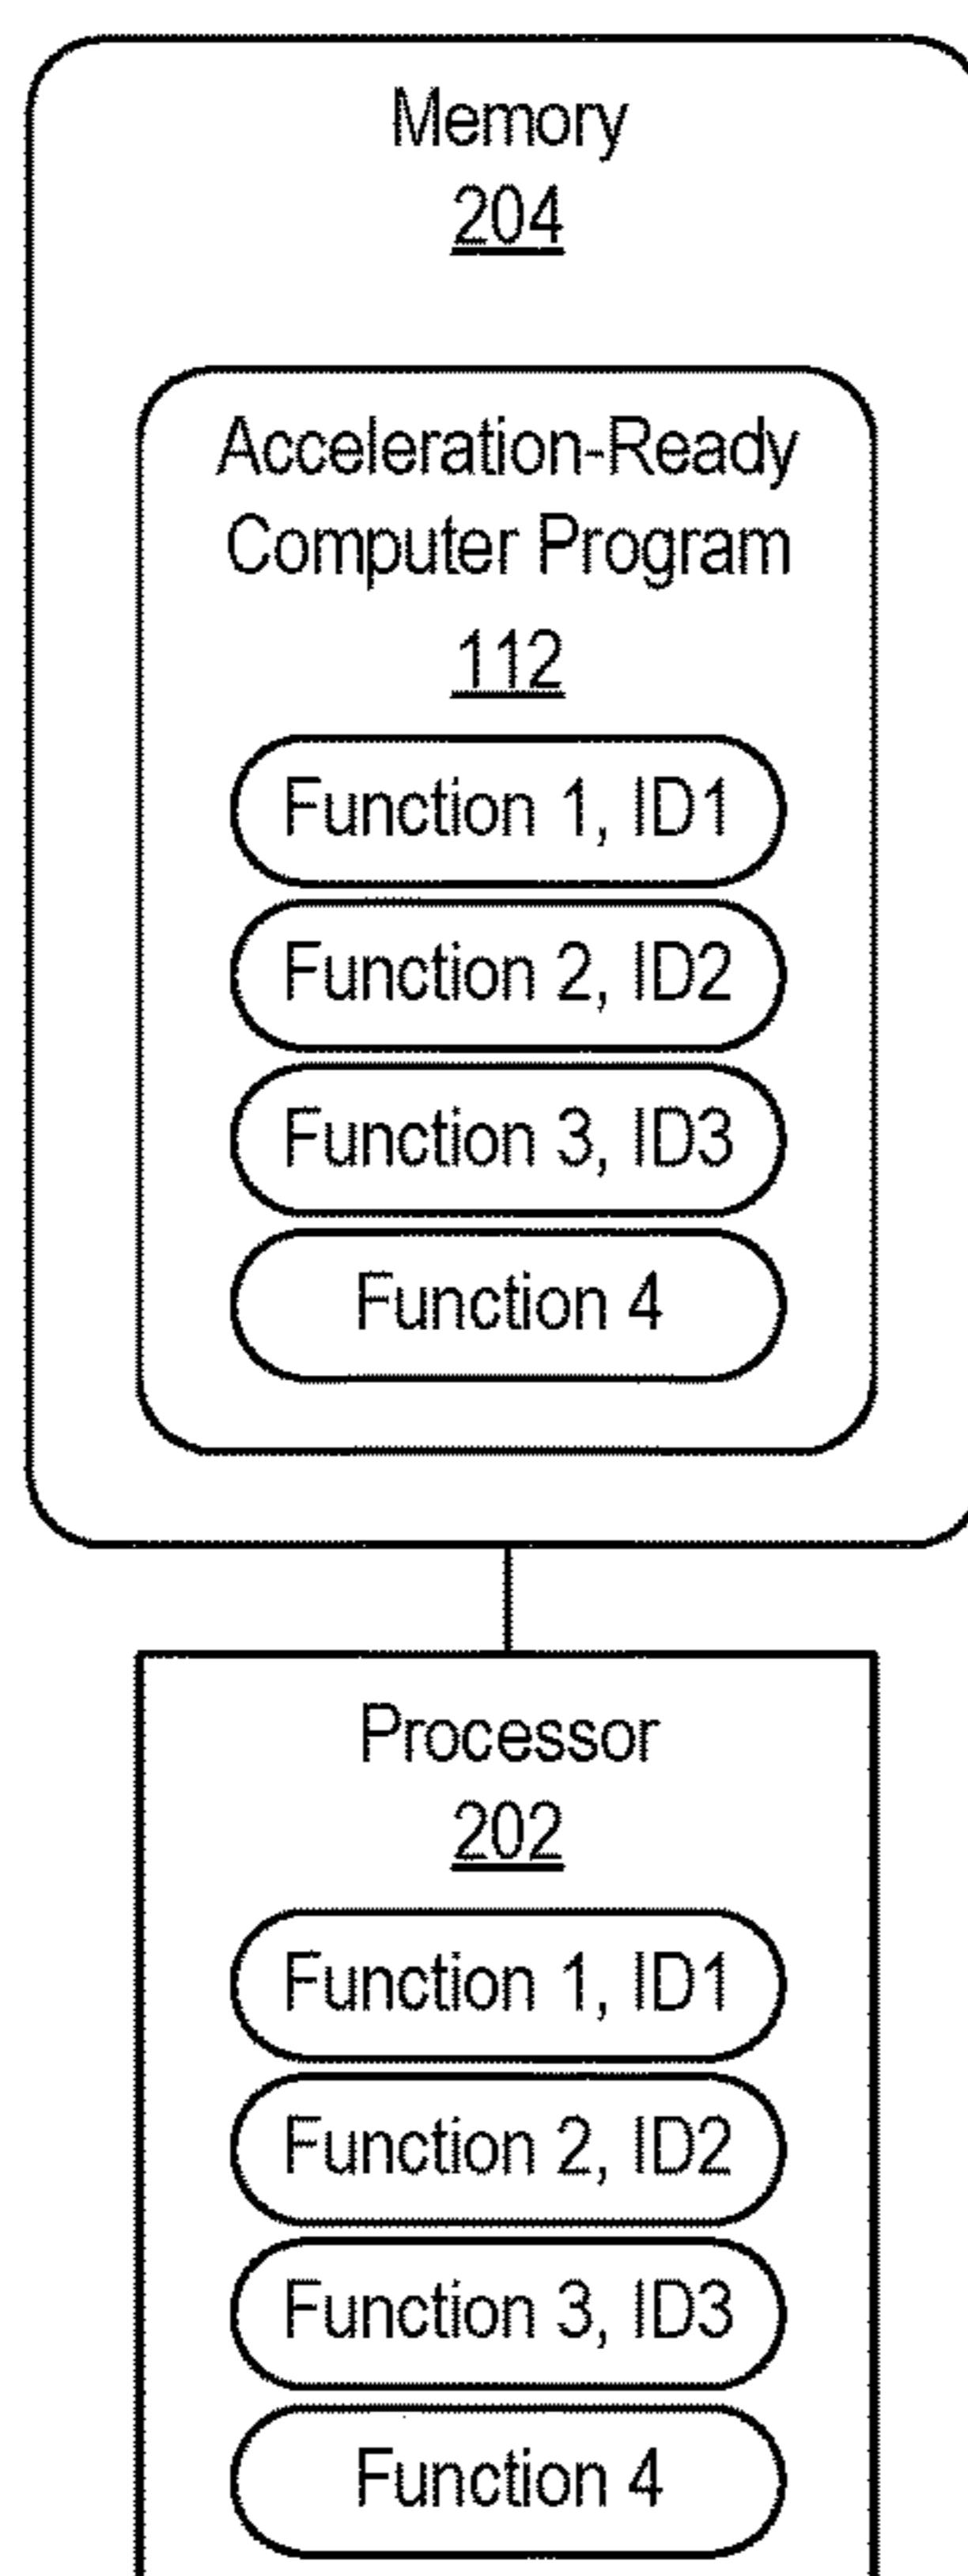 Memory
204
Acceleration-Ready
Computer Program
112
Function 1, ID1
Function 2, ID2
Function 3, ID3
Function 4
Processor
202
Function 1, ID1
Function 2, ID2
Function 3, ID3
Function 4